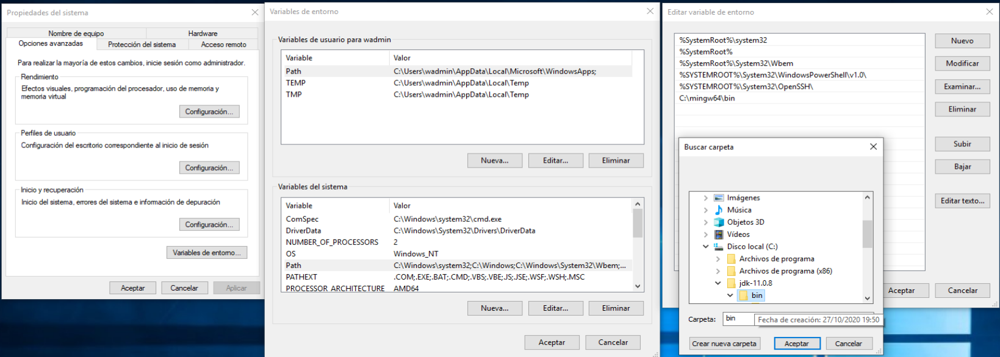 Propiedades del sistema
Nombre de equipo
Hardware
Opciones avanzadas
Protección del sistema
Acceso remoto
Para realizar la mayoría de estos cambios, inicie sesión como administrador.
Rendimiento
Efectos visuales, programación del procesador, uso de memoria y
memoria virtual
Configuración...
Perfiles de usuario
Configuración del escritorio correspondiente al inicio de sesión
Configuración...
Inicio y recuperación
Inicio del sistema, errores del sistema e información de depuración
Configuración...
Variables de entorno...
Aceptar
Cancelar
Aplicar
Variables de entorno
Variables de usuario para wadmin
Variable Valor
Path C:\Users\wadmin\AppData\Local\Microsoft\WindowsApps;
TEMP C:\Users\wadmin\AppData\Local\Temp
TMP C:\Users\wadmin\AppData\Local\Temp
Nueva...
Editar...
Eliminar
Variables del sistema
Variable Valor
ComSpec C:\Windows\system32\cmd.exe
DriverData C:\Windows\System32\Drivers\DriverData
NUMBER_OF_PROCESSORS 2
OS Windows_NT
Path C:\Windows\system32;C:\Windows;C:\Windows\System32\Wbem;...
PATHEXT .COM;.EXE;.BAT;.CMD;.VBS;.VBE;.JS;.JSE;.WSF;.WSH;.MSC
PROCESSOR_ARCHITECTURE AMD64
Nueva...
Editar...
Eliminar
Aceptar
Cancelar
Editar variable de entorno
%SystemRoot%\system32
%SystemRoot%
%SystemRoot%\System32\Wbem
%SYSTEMROOT%\System32\WindowsPowerShell\v1.0\
%SYSTEMROOT%\System32\OpenSSH\
C:\mingw64\bin
Nuevo
Modificar
Examinar...
Eliminar
Subir
Bajar
Editar texto...
Aceptar
Cancelar
Buscar carpeta
Imágenes
Música
Objetos 3D
Vídeos
Disco local (C:)
Archivos de programa
Archivos de programa (x86)
jdk-11.0.8
bin
Carpeta: bin
Fecha de creación: 27/10/2020 19:50
Crear nueva carpeta
Aceptar
Cancelar